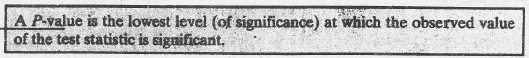 A P-value is the lowest level (of significance) at which the observed value
of the test statistic is significant.